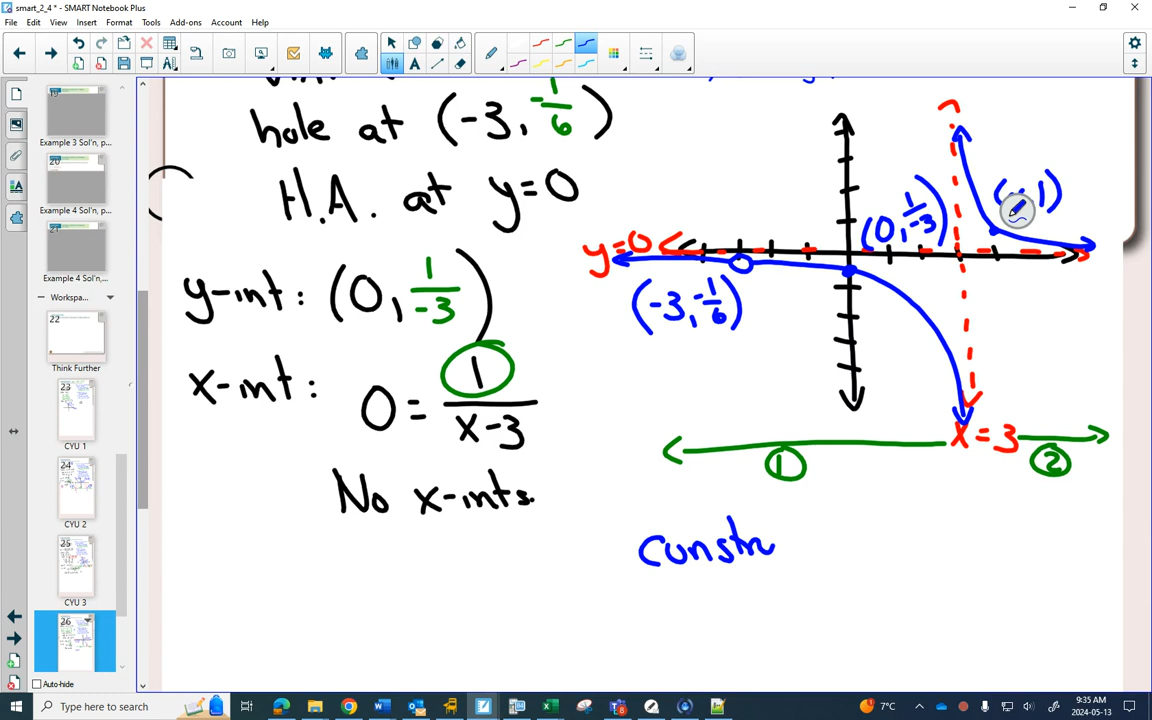 smart_2_4 * - SMART Notebook Plus
File Edit View Insert Format Tools Add-ons Account Help
19
Example 3 Sol'n, p...
20
Example 4 Sol'n, p...
21
Example 4 Sol'n, p...
Workspa...
22
Think Further
23
CYU 1
24
CYU 2
25
CYU 3
26
Auto-hide
hole at (-3, -1/6)
H.A. at y=0
y-int: (0, 1/-3)
x-int: 0 = 1/x-3
No x-ints.
y=0
(0, 1/-3)
(-3, -1/6)
x=3
1
2
constr
Type here to search
7°C
9:35 AM
2024-05-13